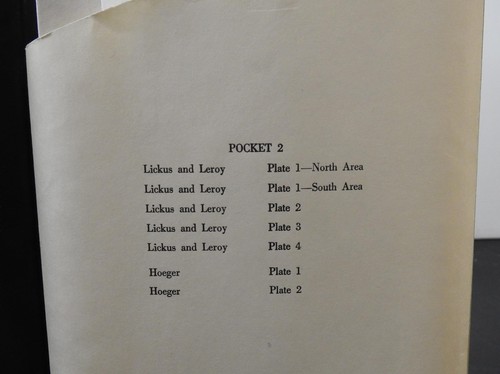 POCKET 2
Lickus and Leroy Plate 1—North Area
Lickus and Leroy Plate 1—South Area
Lickus and Leroy Plate 2
Lickus and Leroy Plate 3
Lickus and Leroy Plate 4
Hoeger Plate 1
Hoeger Plate 2